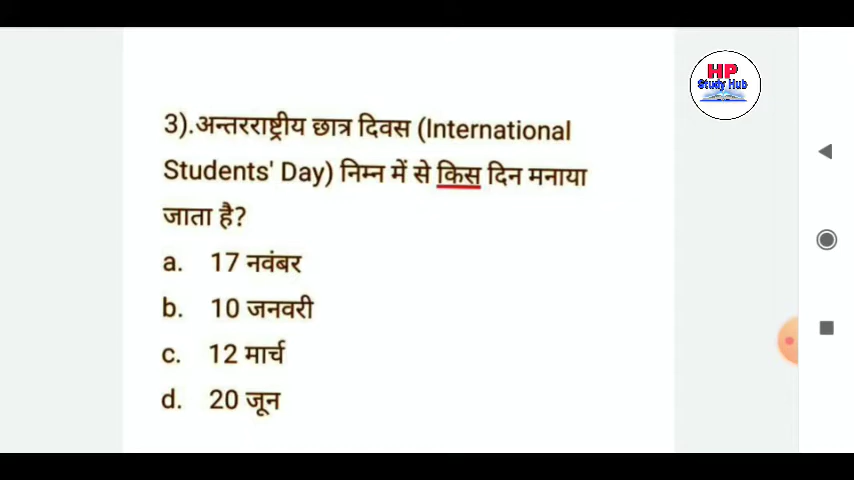 HP
Study Hub
3).अन्तरराष्ट्रीय छात्र दिवस (International
Students' Day) निम्न में से किस दिन मनाया
जाता है?
a. 17 नवंबर
b. 10 जनवरी
c. 12 मार्च
d. 20 जून